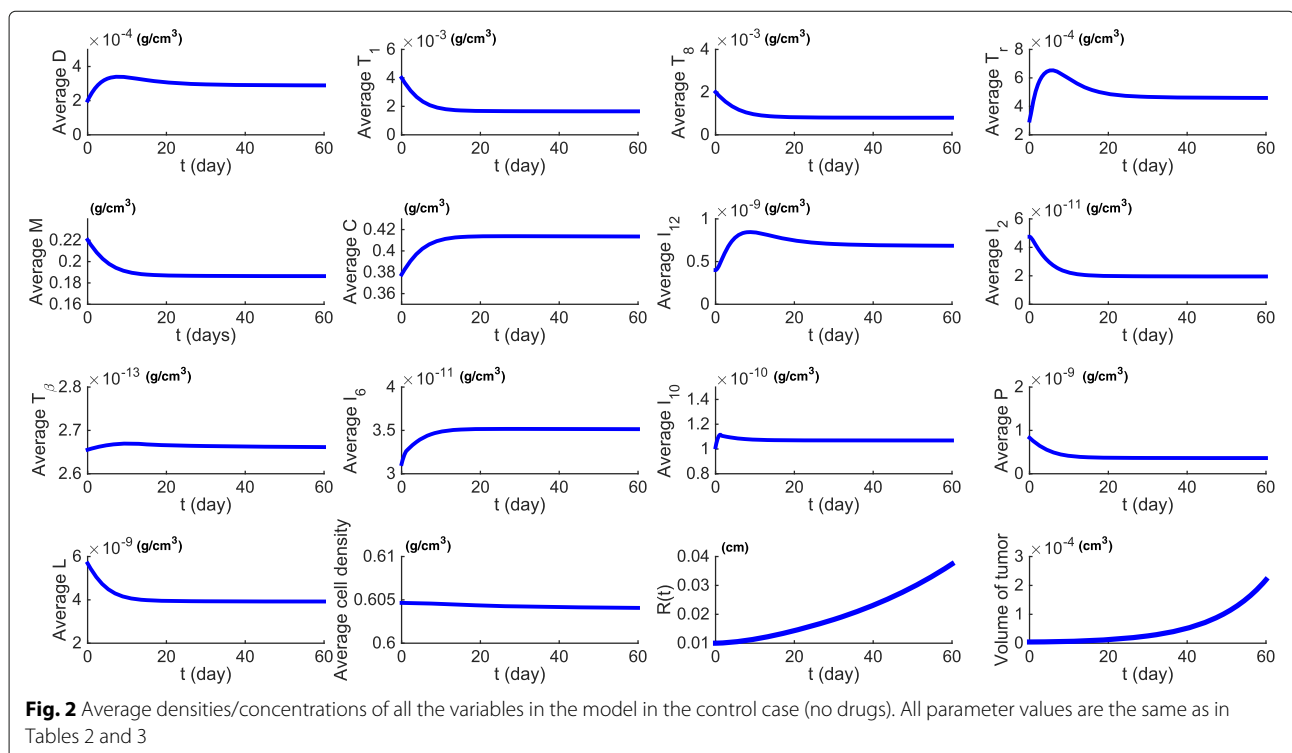 ×10⁻⁴ (g/cm³)
Average D
4
2
0
0 20 40 60
t (day)
×10⁻³ (g/cm³)
Average T₁
6
4
2
0
0 20 40 60
t (day)
×10⁻³ (g/cm³)
Average T₈
4
2
0
0 20 40 60
t (day)
×10⁻⁴ (g/cm³)
Average Tᵣ
8
6
4
2
0 20 40 60
t (day)
(g/cm³)
Average M
0.22
0.2
0.18
0.16
0 20 40 60
t (days)
(g/cm³)
Average C
0.42
0.4
0.38
0.36
0 20 40 60
t (days)
×10⁻⁹ (g/cm³)
Average I₁₂
1
0.5
0
0 20 40 60
t (day)
×10⁻¹¹ (g/cm³)
Average I₂
6
4
2
0
0 20 40 60
t (day)
×10⁻¹³ (g/cm³)
Average Tᵦ
2.8
2.7
2.6
0 20 40 60
t (day)
×10⁻¹¹ (g/cm³)
Average I₆
4
3.5
3
0 20 40 60
t (day)
×10⁻¹⁰ (g/cm³)
Average I₁₀
1.4
1.2
1
0.8
0 20 40 60
t (day)
×10⁻⁹ (g/cm³)
Average P
2
1
0
0 20 40 60
t (day)
×10⁻⁹ (g/cm³)
Average L
6
4
2
0 20 40 60
t (day)
(g/cm³)
Average cell density
0.61
0.605
0.6
0 20 40 60
t (day)
(cm)
R(t)
0.04
0.03
0.02
0.01
0 20 40 60
t (day)
×10⁻⁴ (cm³)
Volume of tumor
3
2
1
0
0 20 40 60
t (day)
Fig. 2 Average densities/concentrations of all the variables in the model in the control case (no drugs). All parameter values are the same as in
Tables 2 and 3